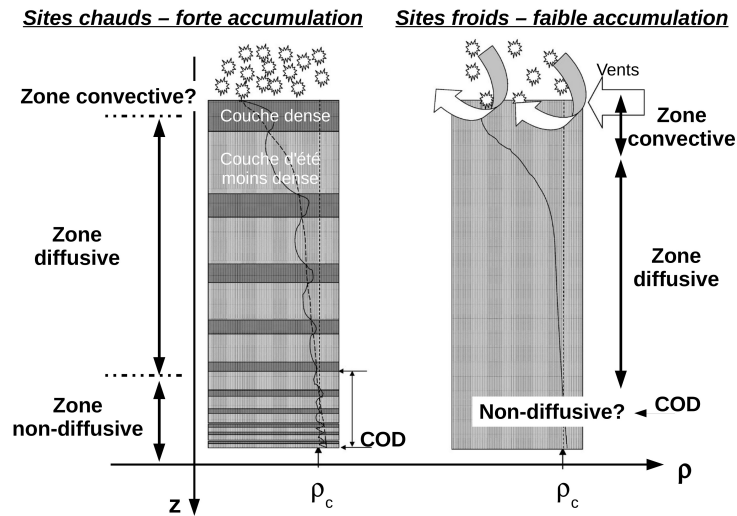 Sites chauds – forte accumulation
Sites froids – faible accumulation
Vents
Zone convective?
Couche dense
Zone
convective
Couche d'été
moins dense
Zone
diffusive
Zone
diffusive
Zone
non-diffusive
COD
Non-diffusive?
COD
ρ
ρc
ρc
z